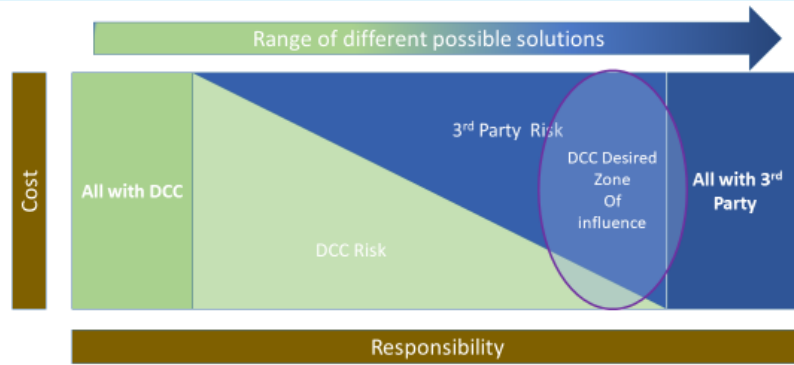 Range of different possible solutions
Cost
All with DCC
DCC Risk
3rd Party Risk
DCC Desired
Zone
Of
influence
All with 3rd
Party
Responsibility